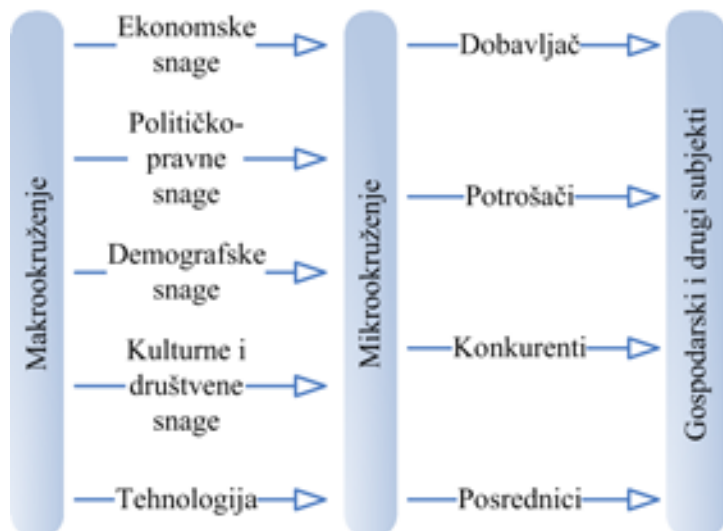 Makrookruženje
Ekonomske
snage
Političko-
pravne
snage
Demografske
snage
Kulturne i
društvene
snage
Tehnologija
Mikrookruženje
Dobavljač
Potrošači
Konkurenti
Posrednici
Gospodarski i drugi subjekti